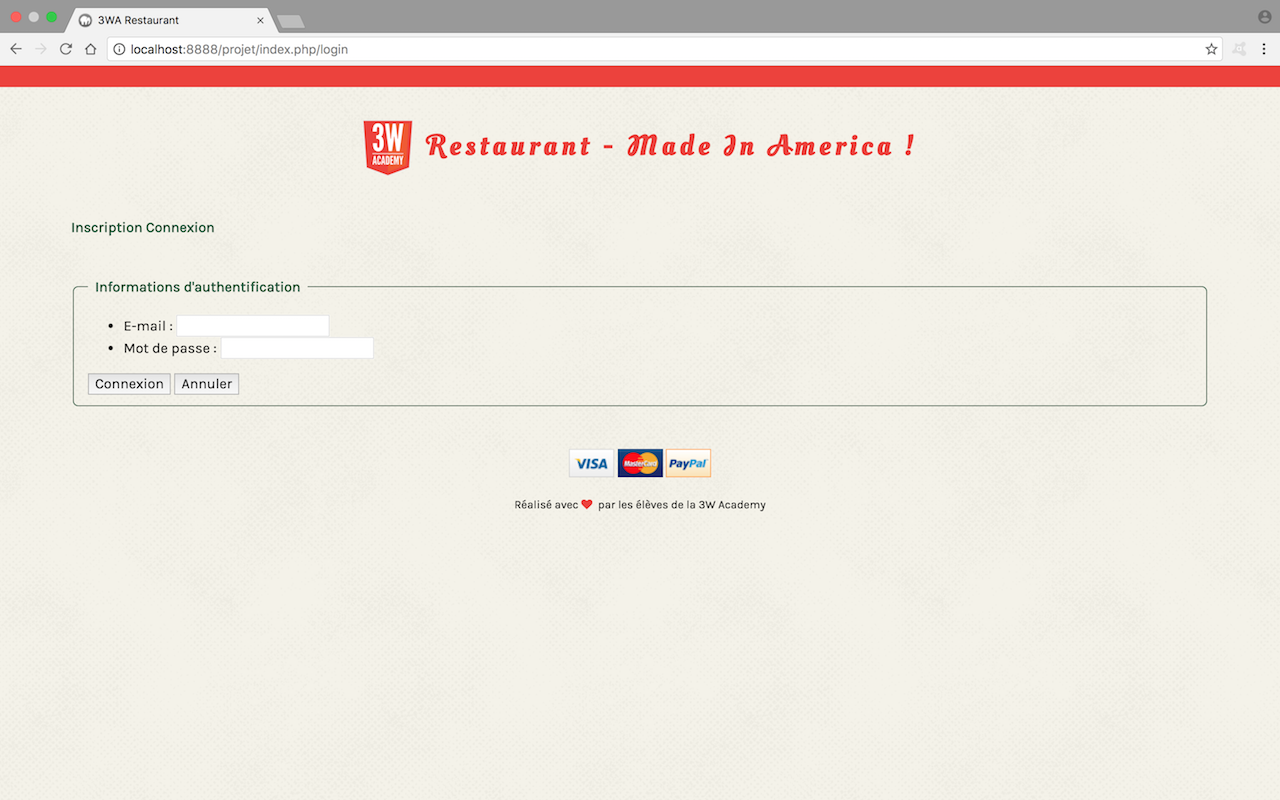 3WA Restaurant
localhost:8888/projet/index.php/login
3W
ACADEMY
Restaurant - Made In America !
Inscription Connexion
Informations d'authentification
E-mail :
Mot de passe :
Connexion Annuler
VISA MasterCard PayPal
Réalisé avec ❤ par les élèves de la 3W Academy